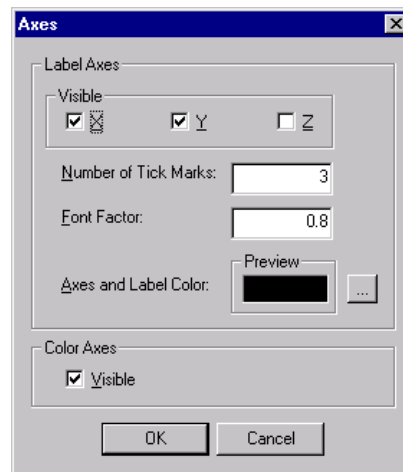 Axes
Label Axes
Visible
X Y Z
Number of Tick Marks: 3
Font Factor: 0.8
Preview
Axes and Label Color: ...
Color Axes
Visible
OK Cancel